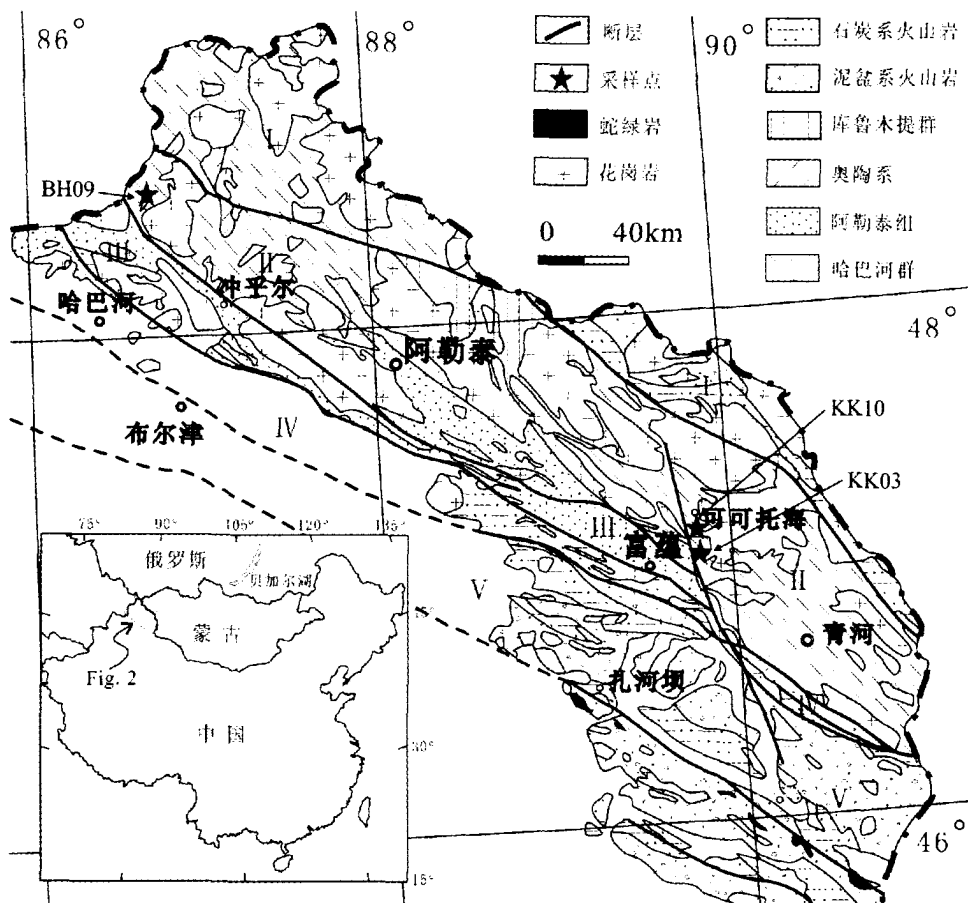 86°
88°
90°
断层
采样点
蛇绿岩
花岗岩
0 40km
石炭系火山岩
泥盆系火山岩
库鲁木提群
奥陶系
阿勒泰组
哈巴河群
I
BH09
III
II
冲乎尔
哈巴河
48°
阿勒泰
I
布尔津
IV
KK10
KK03
可可托海
III
富蕴
II
V
青河
扎河坝
IV
V
46°
75° 90° 105° 120° 135°
俄罗斯
贝加尔湖
蒙古
Fig. 2
中国
30°
15°